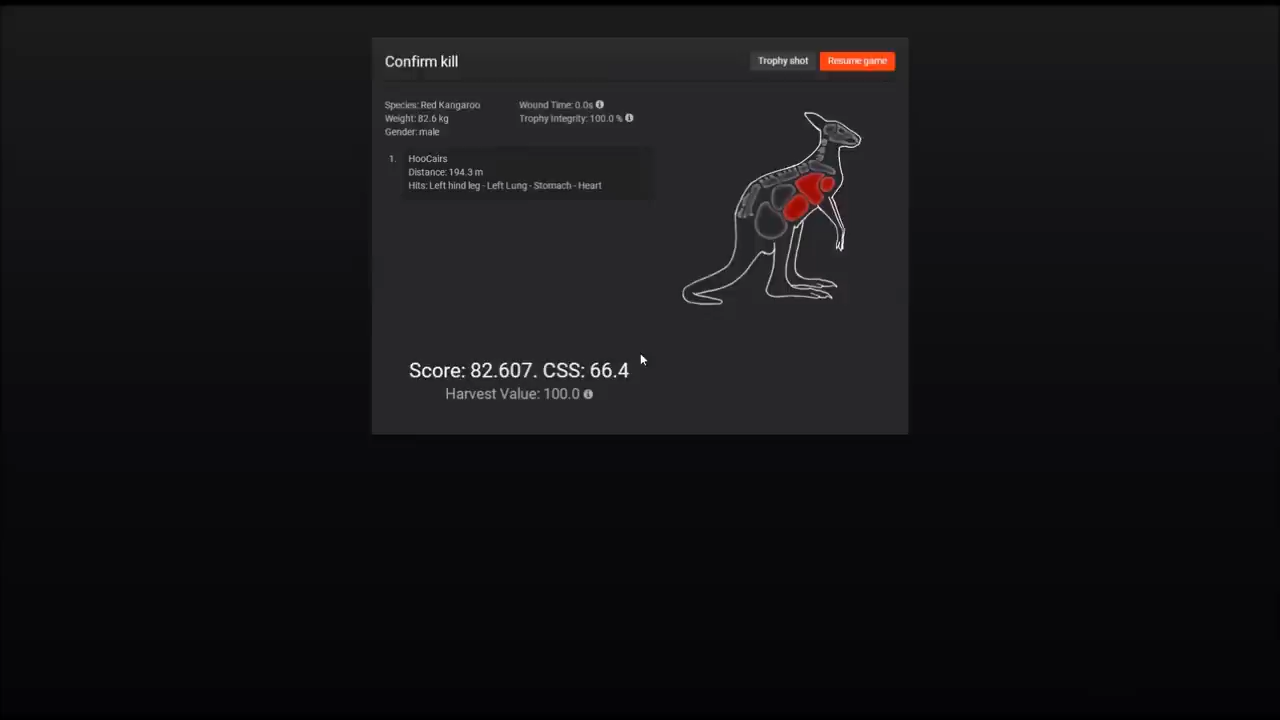 Confirm kill
Trophy shot
Resume game
Species: Red Kangaroo
Weight: 82.6 kg
Gender: male
Wound Time: 0.0s
Trophy Integrity: 100.0 %
1.
HooCairs
Distance: 194.3 m
Hits: Left hind leg - Left Lung - Stomach - Heart
Score: 82.607. CSS: 66.4
Harvest Value: 100.0